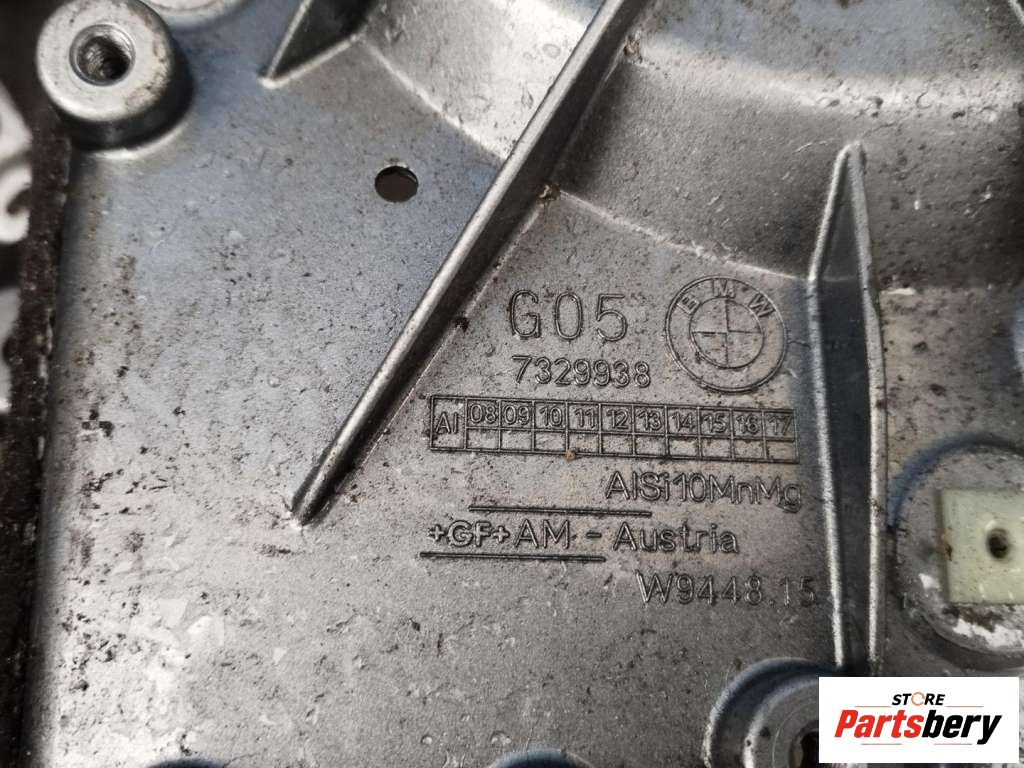 G05
BMW
7329938
Al 08 09 10 11 12 13 14 15 16 17
AlSi10MnMg
+GF+AM - Austria
W9448.15
STORE
Partsbery